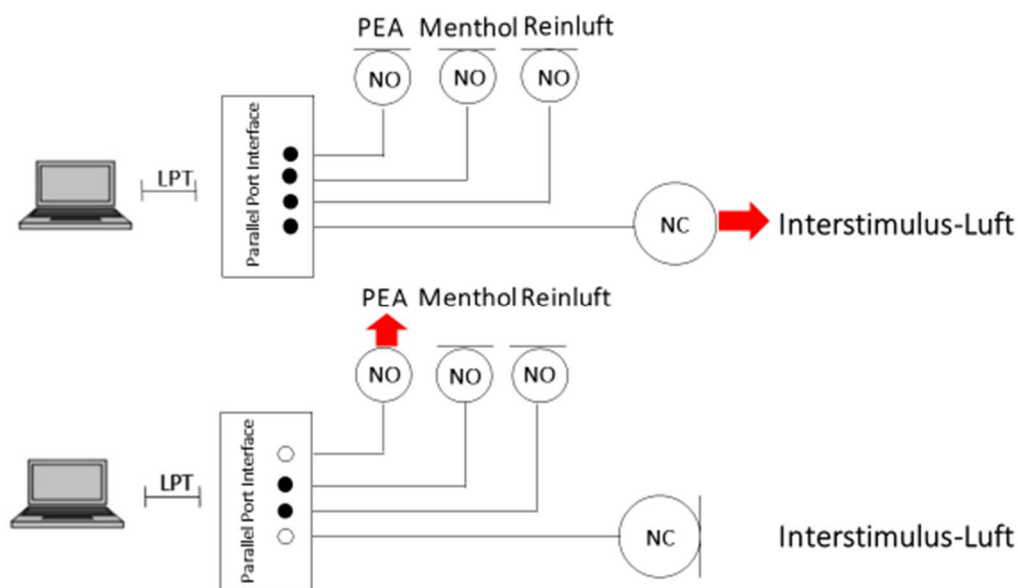 PEA Menthol Reinluft
NO NO NO
Parallel Port Interface
LPT
NC
Interstimulus-Luft
PEA Menthol Reinluft
NO NO NO
Parallel Port Interface
LPT
NC
Interstimulus-Luft